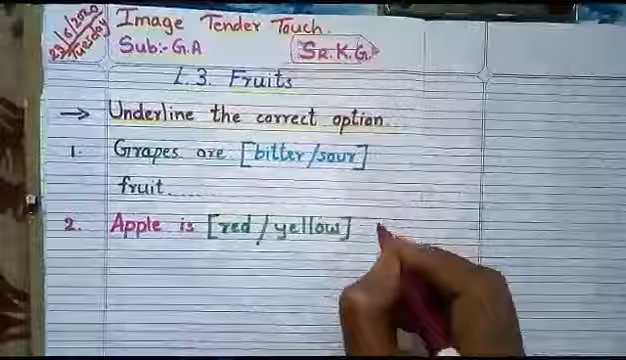 23/6/2020
Tuesday
Image Tender Touch.
Sub:- G.A
SR.K.G.
L.3. Fruits
→ Underline the correct option.
1. Grapes are [bitter/sour]
fruit.....
2. Apple is [red/yellow]